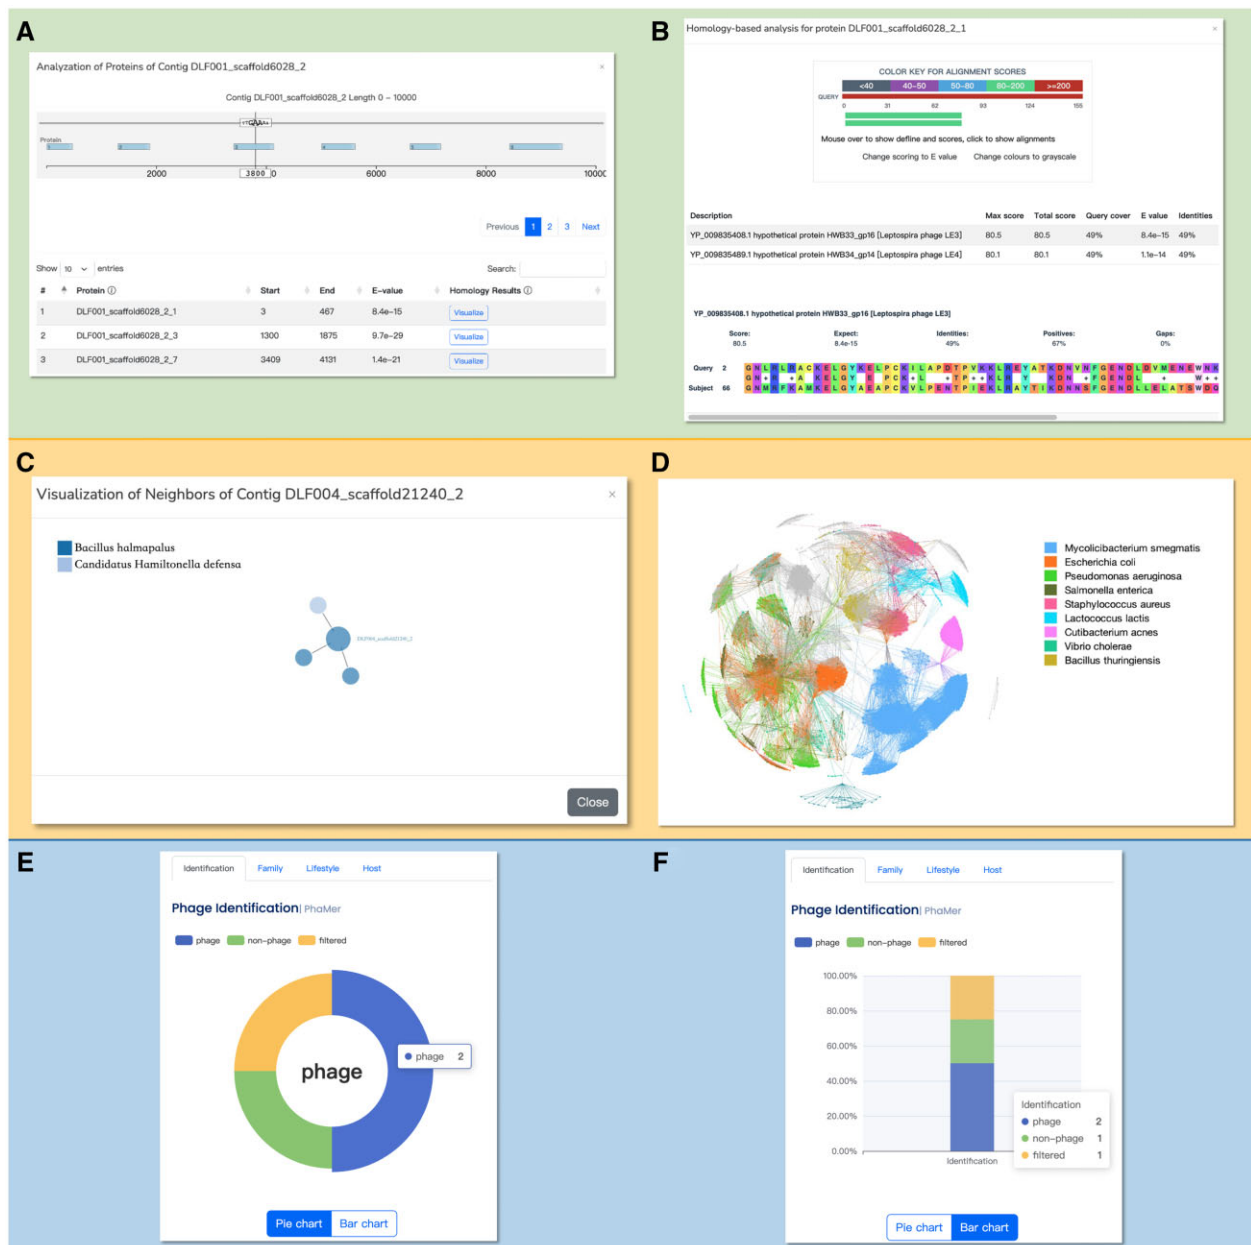 A
Analyzation of Proteins of Contig DLF001_scaffold6028_2 ×
Contig DLF001_scaffold6028_2 Length 0 - 10000
Protein
3800
2000 6000 8000 10000
Previous 1 2 3 Next
Show 10 entries Search:
# Protein Start End E-value Homology Results
1 DLF001_scaffold6028_2_1 3 467 8.4e-15 Visualize
2 DLF001_scaffold6028_2_3 1300 1875 9.7e-29 Visualize
3 DLF001_scaffold6028_2_7 3409 4131 1.4e-21 Visualize
B
Homology-based analysis for protein DLF001_scaffold6028_2_1 ×
COLOR KEY FOR ALIGNMENT SCORES
<40 40-50 50-80 80-200 >=200
QUERY
0 31 62 93 124 155
Mouse over to show defline and scores, click to show alignments
Change scoring to E value Change colours to grayscale
Description Max score Total score Query cover E value Identities
YP_009835408.1 hypothetical protein HWB33_gp16 [Leptospira phage LE3] 80.5 80.5 49% 8.4e-15 49%
YP_009835489.1 hypothetical protein HWB34_gp14 [Leptospira phage LE4] 80.1 80.1 49% 1.1e-14 49%
YP_009835408.1 hypothetical protein HWB33_gp16 [Leptospira phage LE3]
Score: Expect: Identities: Positives: Gaps:
80.5 8.4e-15 49% 67% 0%
Query 2 G N L R L R A C K E L G Y K E L P C K I L A P D T P V K K L R E Y A T K D N V N F G E N D L D V M E N E W N K
G N + R + A K E L G Y E P C K + L + T P + + K L R Y K D N + F G E N D L + W + +
Subject 66 G N M R F K A M K E L G Y A E A P C K V L P E N T P I E K L R A Y T I K D N N S F G E N D L L E L A T S W D Q
C
Visualization of Neighbors of Contig DLF004_scaffold21240_2 ×
Bacillus halmapalus
Candidatus Hamiltonella defensa
DLF004_scaffold21240_2
Close
D
Mycolicibacterium smegmatis
Escherichia coli
Pseudomonas aeruginosa
Salmonella enterica
Staphylococcus aureus
Lactococcus lactis
Cutibacterium acnes
Vibrio cholerae
Bacillus thuringiensis
E
Identification Family Lifestyle Host
Phage Identification| PhaMer
phage non-phage filtered
phage
phage 2
Pie chart Bar chart
F
Identification Family Lifestyle Host
Phage Identification| PhaMer
phage non-phage filtered
100.00%
80.00%
60.00%
40.00%
20.00%
0.00%
Identification
Identification
phage 2
non-phage 1
filtered 1
Pie chart Bar chart